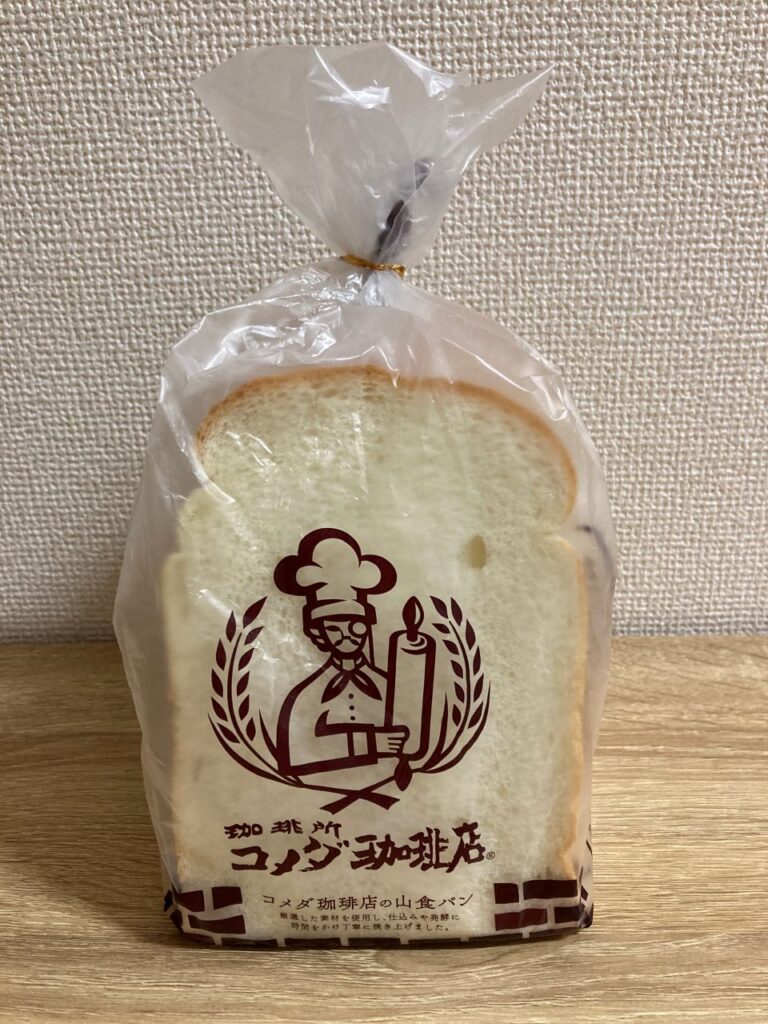 珈琲所
コメダ珈琲店®
コメダ珈琲店の山食パン
厳選した素材を使用し、仕込みや発酵に
時間をかけ丁寧に焼き上げました。